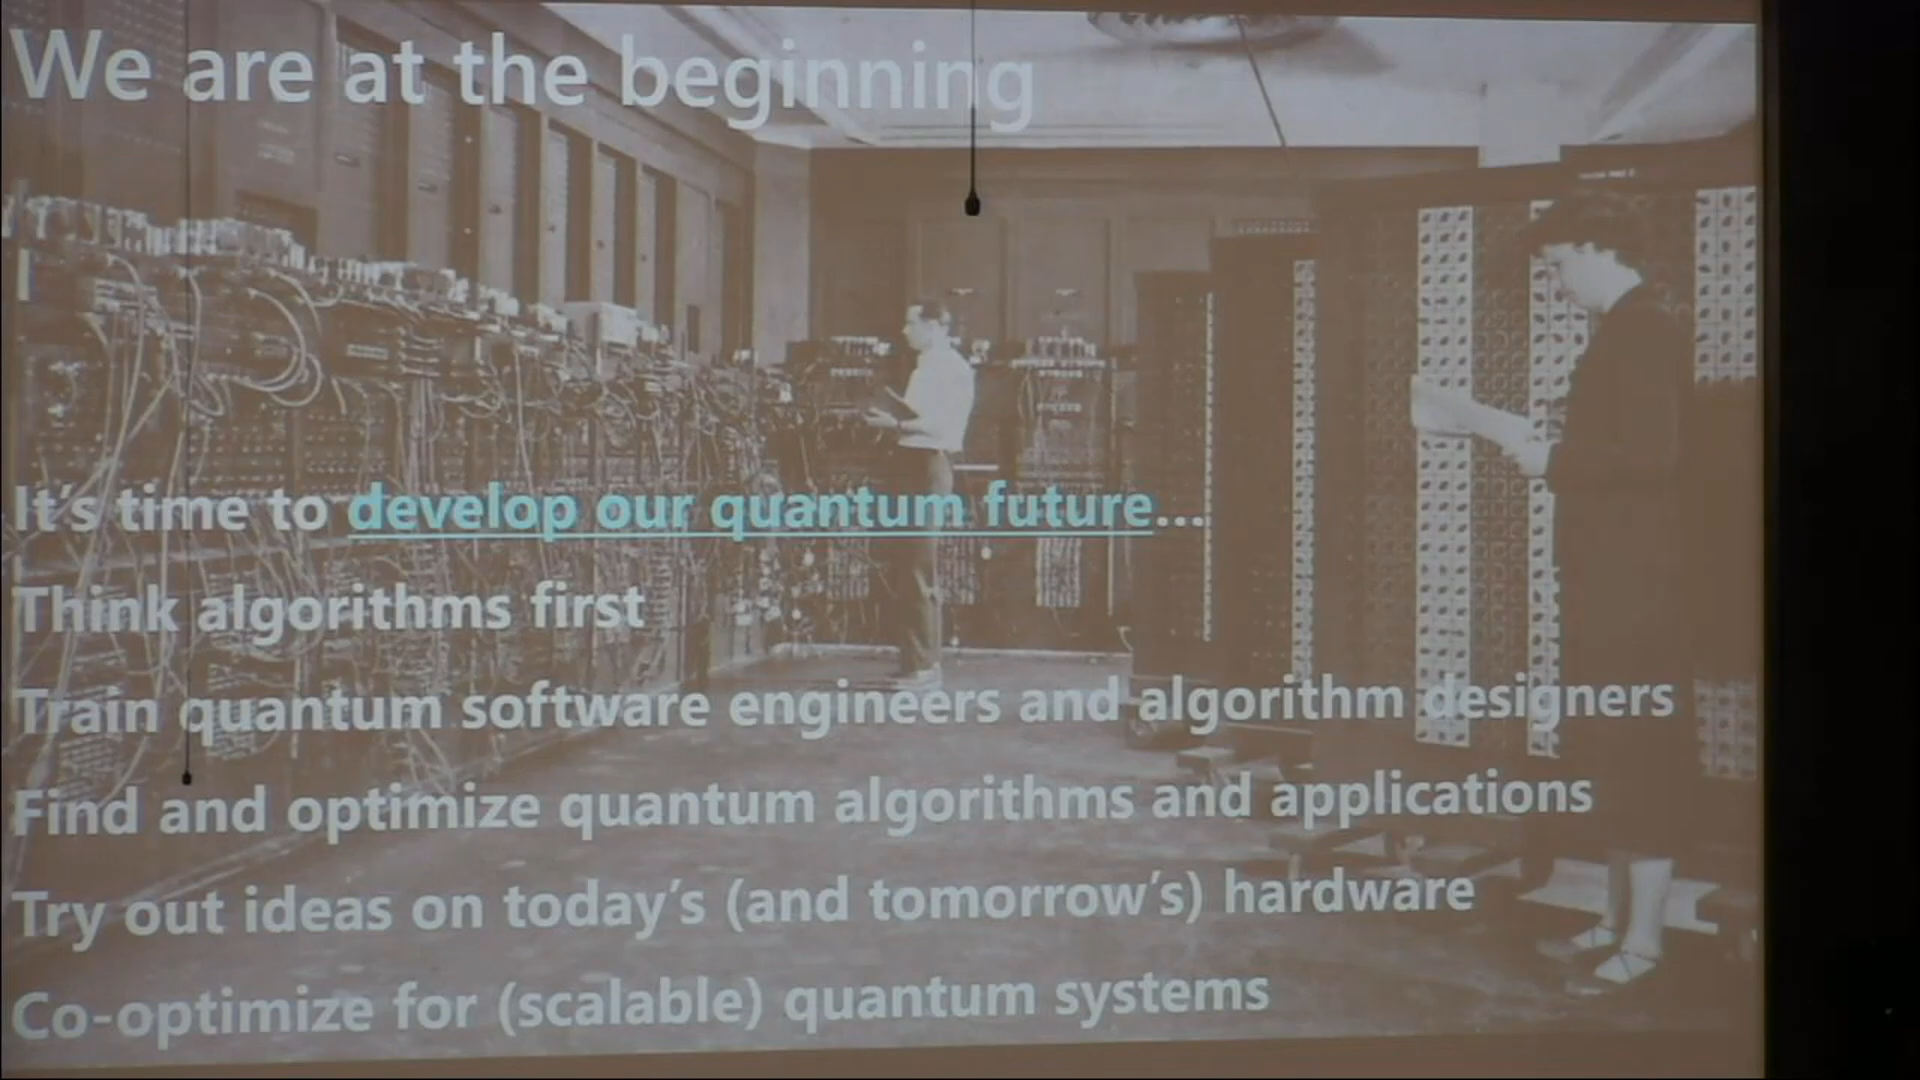 We are at the beginning
It's time to develop our quantum future...
Think algorithms first
Train quantum software engineers and algorithm designers
Find and optimize quantum algorithms and applications
Try out ideas on today's (and tomorrow's) hardware
Co-optimize for (scalable) quantum systems